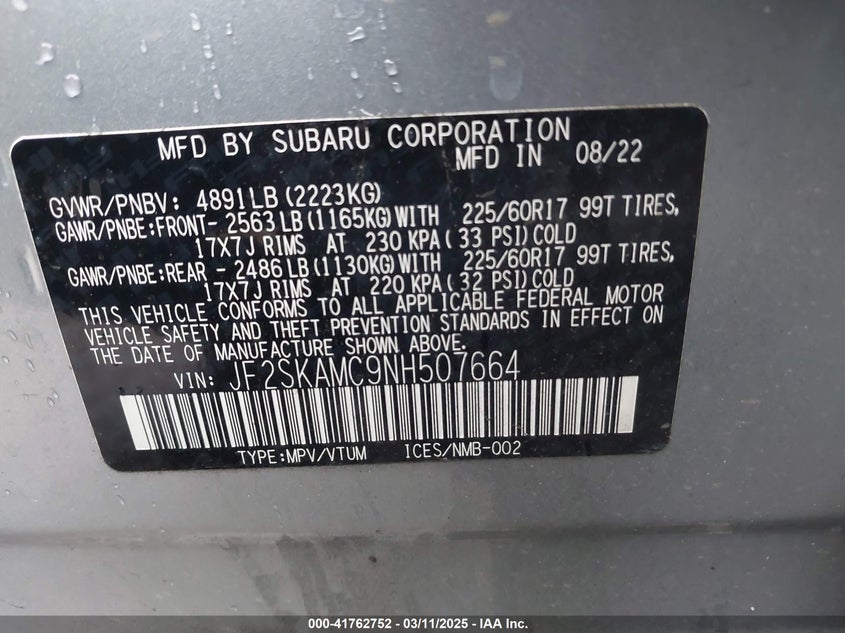 MFD BY SUBARU CORPORATION
MFD IN 08/22
GVWR/PNBV: 4891LB (2223KG)
GAWR/PNBE:FRONT- 2563LB (1165KG)WITH 225/60R17 99T TIRES,
17X7J RIMS AT 230 KPA (33 PSI)COLD
GAWR/PNBE:REAR - 2486LB (1130KG)WITH 225/60R17 99T TIRES,
17X7J RIMS AT 220 KPA (32 PSI)COLD
THIS VEHICLE CONFORMS TO ALL APPLICABLE FEDERAL MOTOR
VEHICLE SAFETY AND THEFT PREVENTION STANDARDS IN EFFECT ON
THE DATE OF MANUFACTURE SHOWN ABOVE.
VIN: JF2SKAMC9NH507664
TYPE:MPV/VTUM ICES/NMB-002
000-41762752 - 03/11/2025 - IAA Inc.